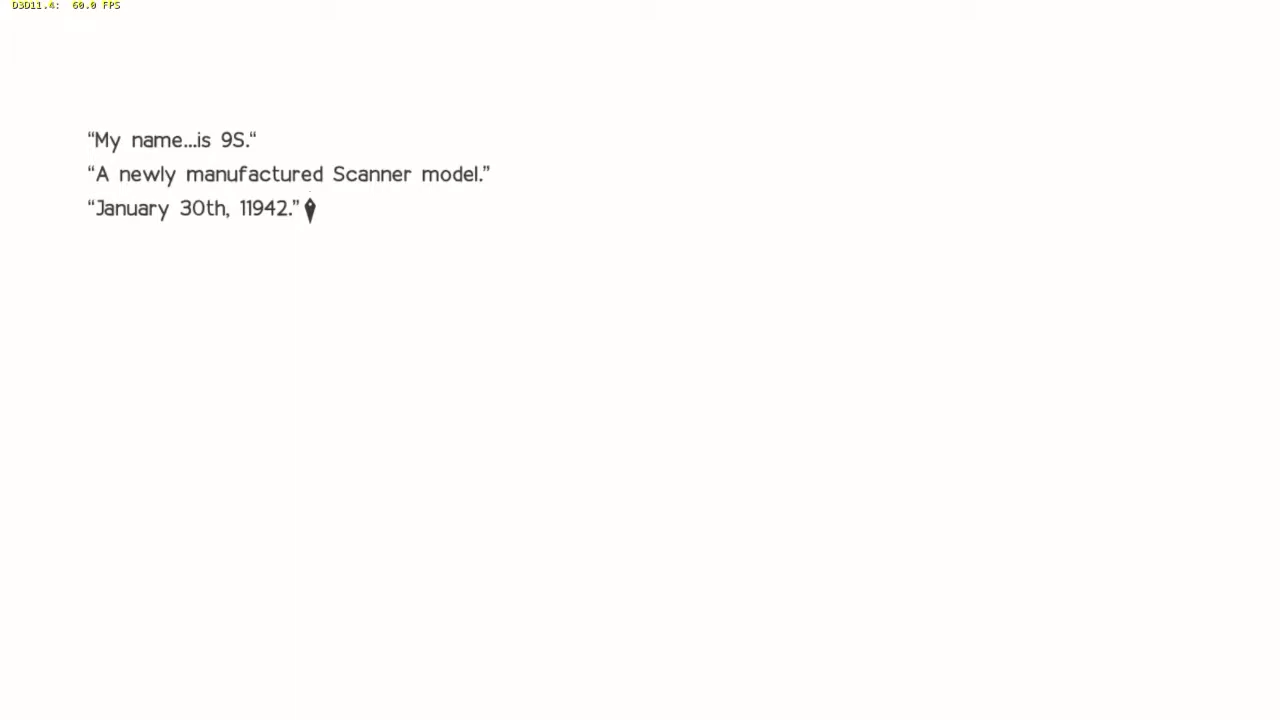 D3D11.4: 60.0 FPS
“My name...is 9S.“
“A newly manufactured Scanner model.”
“January 30th, 11942.”